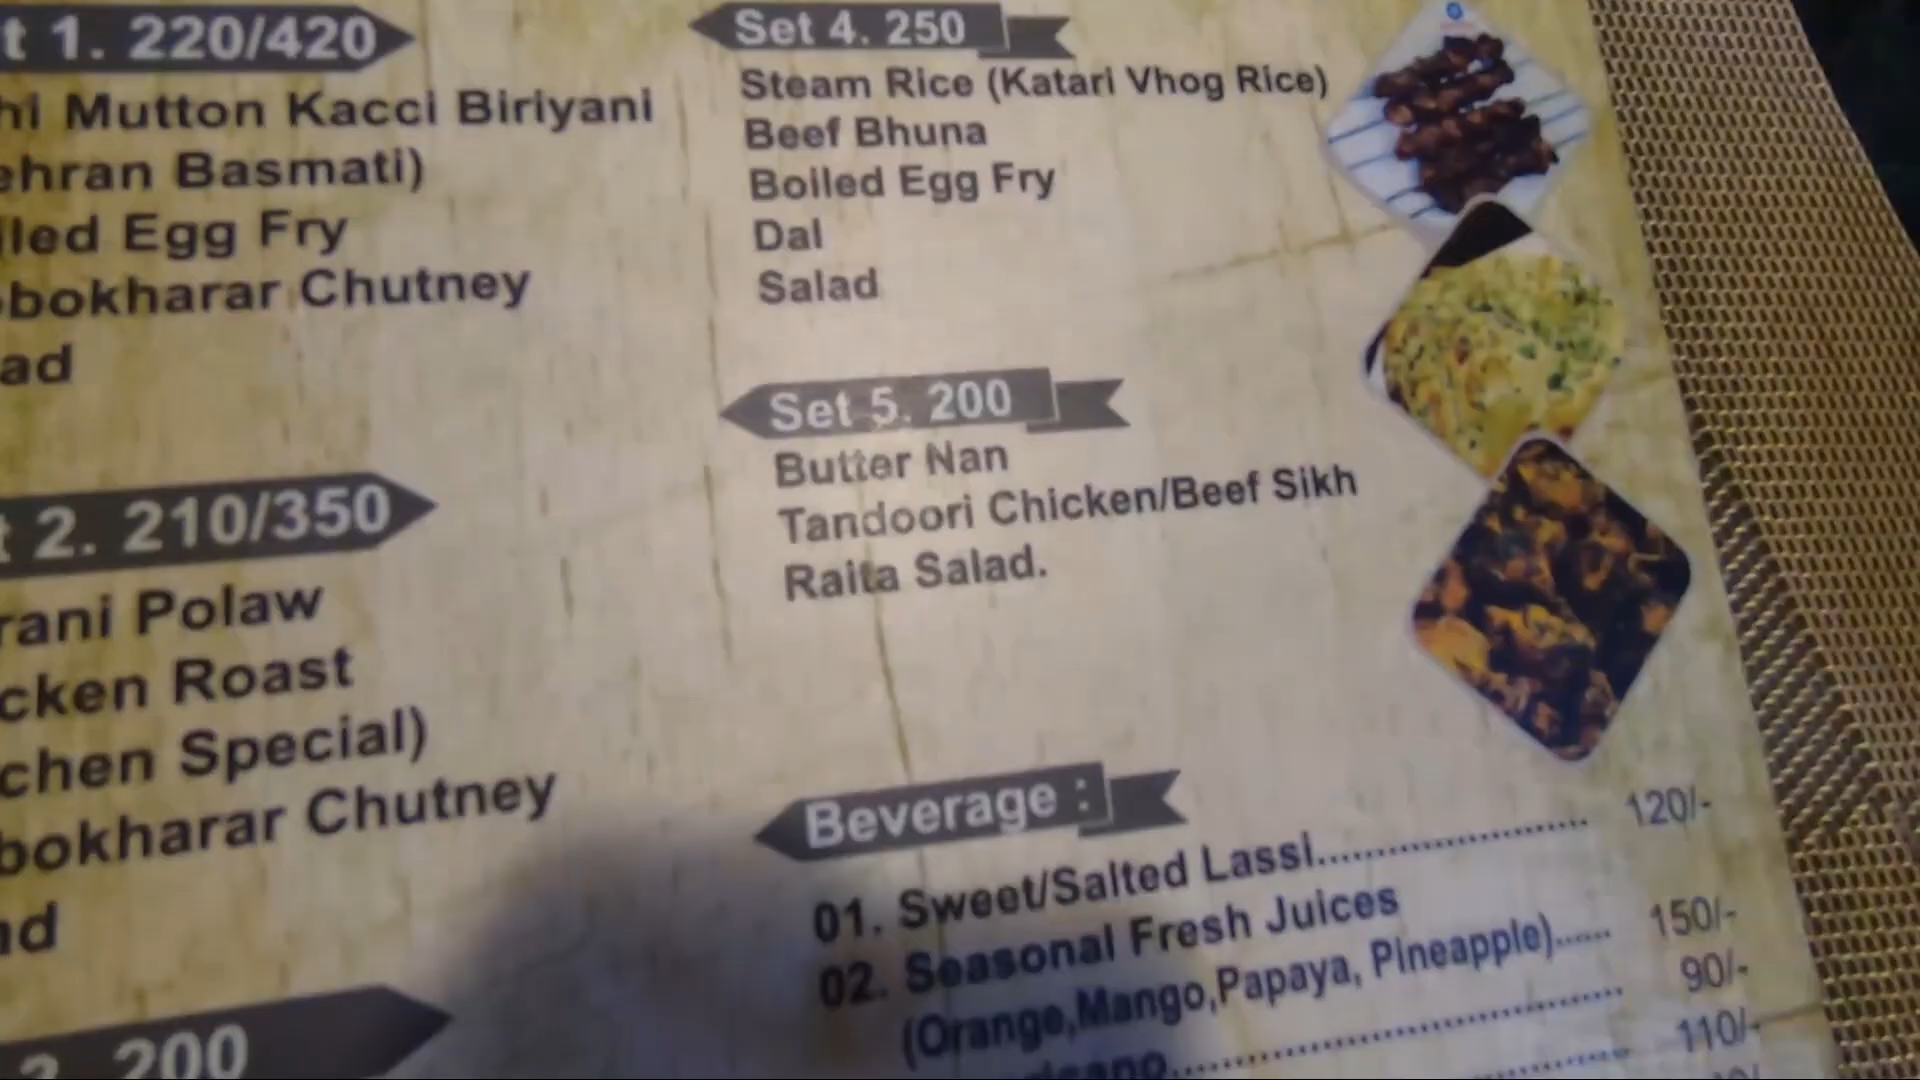 t 1. 220/420
hi Mutton Kacci Biriyani
ehran Basmati)
iled Egg Fry
bokharar Chutney
ad
t 2. 210/350
rani Polaw
cken Roast
chen Special)
bokharar Chutney
ad
200
Set 4. 250
Steam Rice (Katari Vhog Rice)
Beef Bhuna
Boiled Egg Fry
Dal
Salad
Set 5. 200
Butter Nan
Tandoori Chicken/Beef Sikh
Raita Salad.
Beverage :
01. Sweet/Salted Lassi.................... 120/-
02. Seasonal Fresh Juices
(Orange,Mango,Papaya, Pineapple)...... 150/-
90/-
110/-